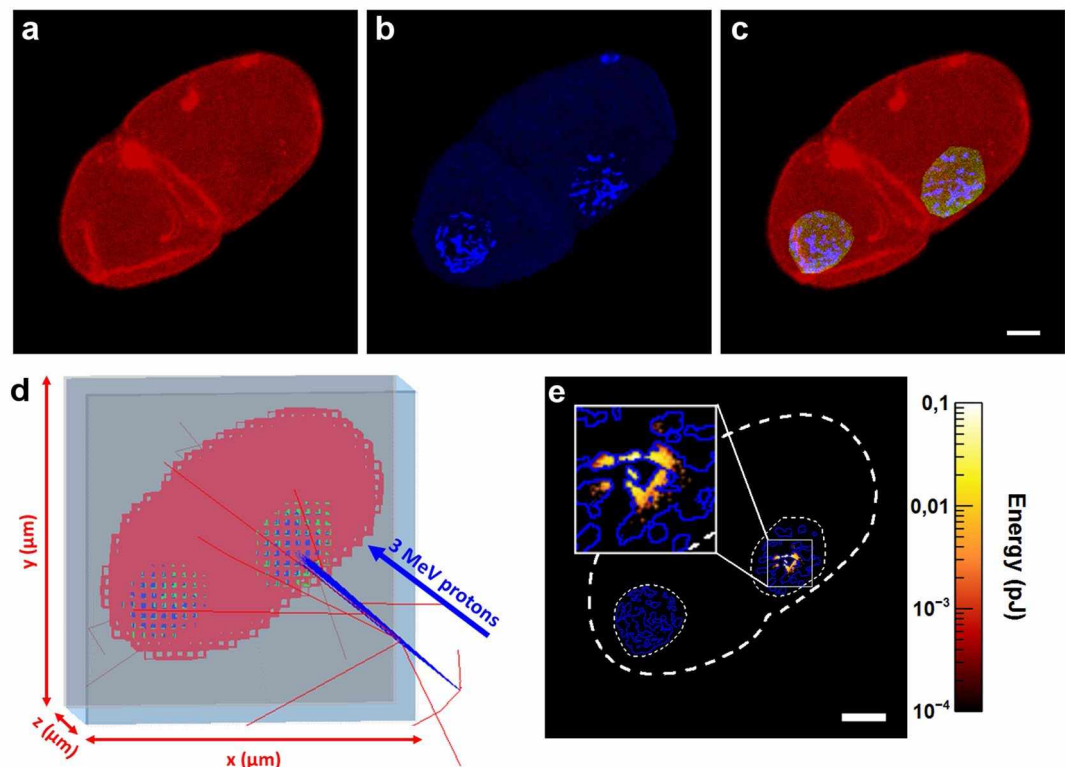 a
b
c
d
y (µm)
z (µm)
x (µm)
3 MeV protons
e
0,1
0,01
10⁻³
10⁻⁴
Energy (pJ)